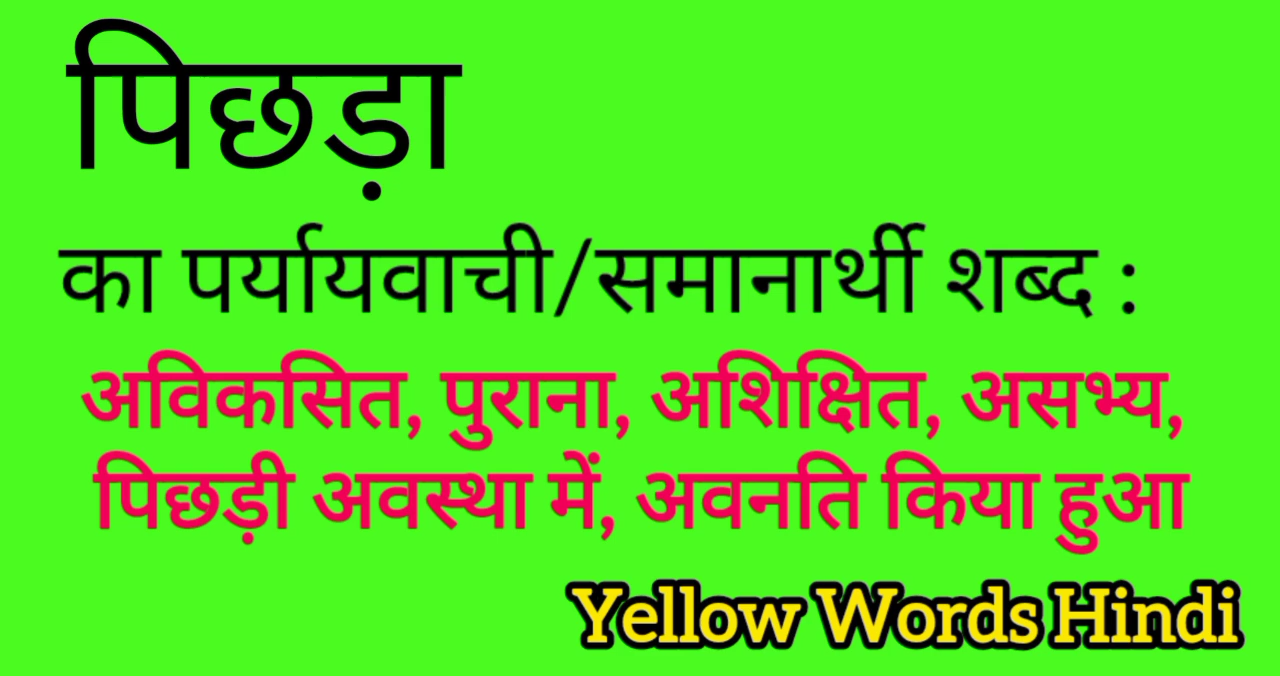 पिछड़ा
का पर्यायवाची/समानार्थी शब्द :
अविकसित, पुराना, अशिक्षित, असभ्य,
पिछड़ी अवस्था में, अवनति किया हुआ
Yellow Words Hindi